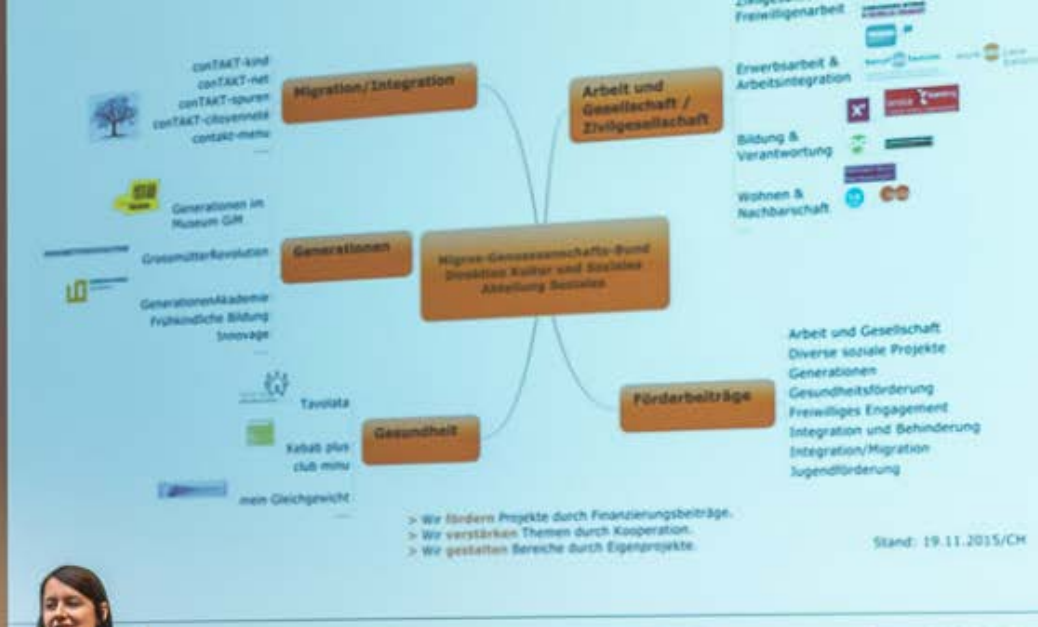 conTAKT-kind
conTAKT-net
conTAKT-spuren
conTAKT-citoyenneté
contakt-menu
Migration/Integration
Generationen im
Museum GiM
GrossmütterRevolution
GenerationenAkademie
Frühkindliche Bildung
Innovage
Generationen
Migros-Genossenschafts-Bund
Direktion Kultur und Soziales
Abteilung Soziales
Arbeit und
Gesellschaft /
Zivilgesellschaft
Freiwilligenarbeit
Erwerbsarbeit &
Arbeitsintegration
Bildung &
Verantwortung
Wohnen &
Nachbarschaft
Tavolata
Kebab plus
club minu
mein Gleichgewicht
Gesundheit
Förderbeiträge
Arbeit und Gesellschaft
Diverse soziale Projekte
Generationen
Gesundheitsförderung
Freiwilliges Engagement
Integration und Behinderung
Integration/Migration
Jugendförderung
> Wir fördern Projekte durch Finanzierungsbeiträge.
> Wir verstärken Themen durch Kooperation.
> Wir gestalten Bereiche durch Eigenprojekte.
Stand: 19.11.2015/CH